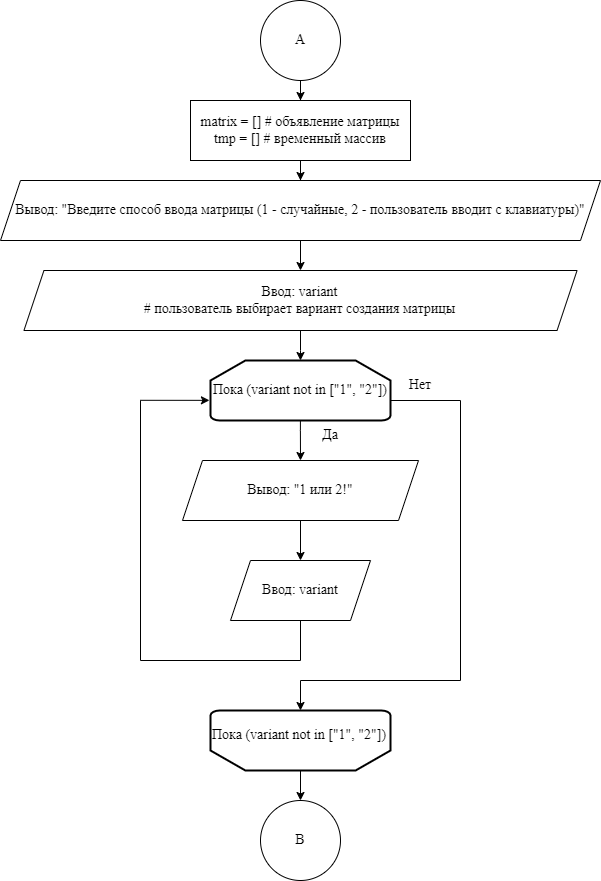 A
matrix = [] # объявление матрицы
tmp = [] # временный массив
Вывод: "Введите способ ввода матрицы (1 - случайные, 2 - пользователь вводит с клавиатуры)"
Ввод: variant
# пользователь выбирает вариант создания матрицы
Пока (variant not in ["1", "2"])
Нет
Да
Вывод: "1 или 2!"
Ввод: variant
Пока (variant not in ["1", "2"])
B